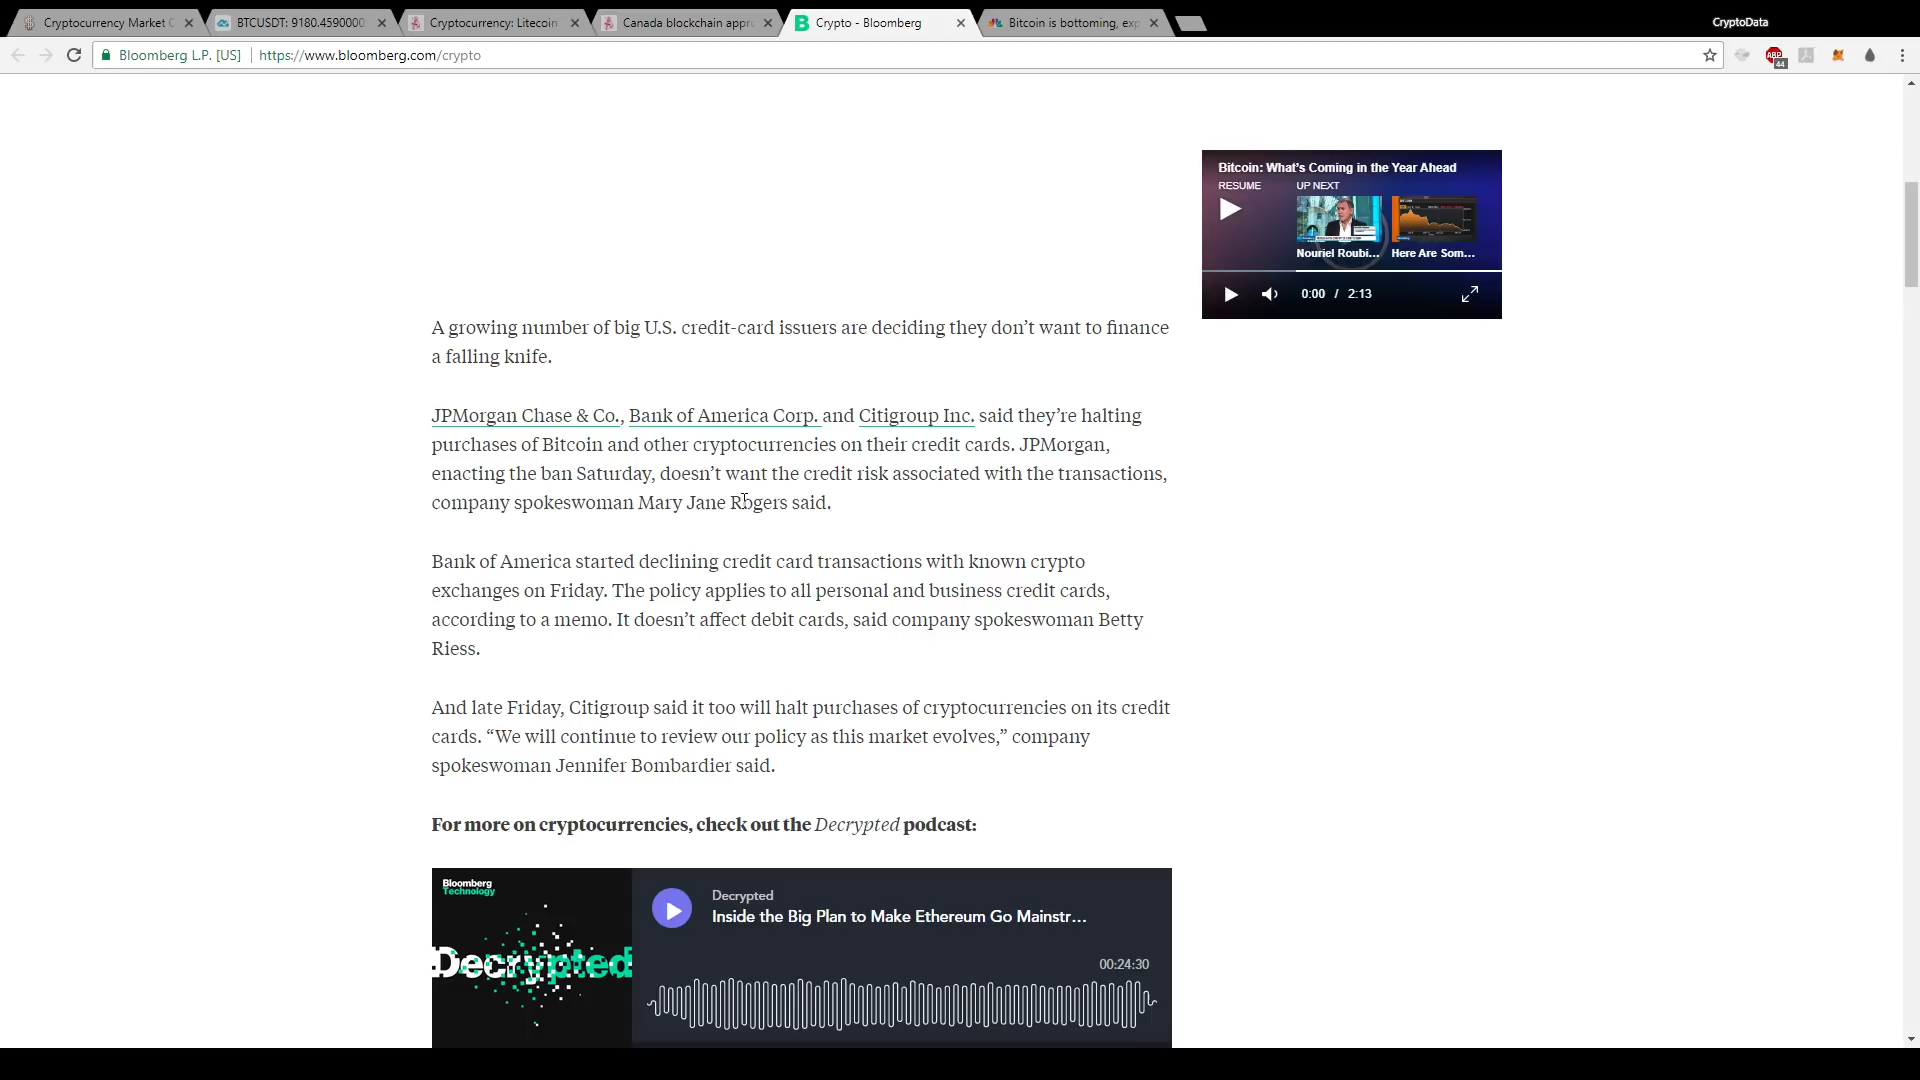 Cryptocurrency Market C
BTCUSDT: 9180.4590000
Cryptocurrency: Litecoin
Canada blockchain appr
Crypto - Bloomberg
Bitcoin is bottoming, exp
CryptoData
Bloomberg L.P. [US]
https://www.bloomberg.com/crypto
ABP
44
Bitcoin: What's Coming in the Year Ahead
RESUME
UP NEXT
Nouriel Roubi...
Here Are Som...
0:00 / 2:13
A growing number of big U.S. credit-card issuers are deciding they don’t want to finance
a falling knife.
JPMorgan Chase & Co., Bank of America Corp. and Citigroup Inc. said they’re halting
purchases of Bitcoin and other cryptocurrencies on their credit cards. JPMorgan,
enacting the ban Saturday, doesn’t want the credit risk associated with the transactions,
company spokeswoman Mary Jane Rogers said.
Bank of America started declining credit card transactions with known crypto
exchanges on Friday. The policy applies to all personal and business credit cards,
according to a memo. It doesn’t affect debit cards, said company spokeswoman Betty
Riess.
And late Friday, Citigroup said it too will halt purchases of cryptocurrencies on its credit
cards. “We will continue to review our policy as this market evolves,” company
spokeswoman Jennifer Bombardier said.
For more on cryptocurrencies, check out the Decrypted podcast:
Bloomberg
Technology
Decrypted
Decrypted
Inside the Big Plan to Make Ethereum Go Mainstr...
00:24:30